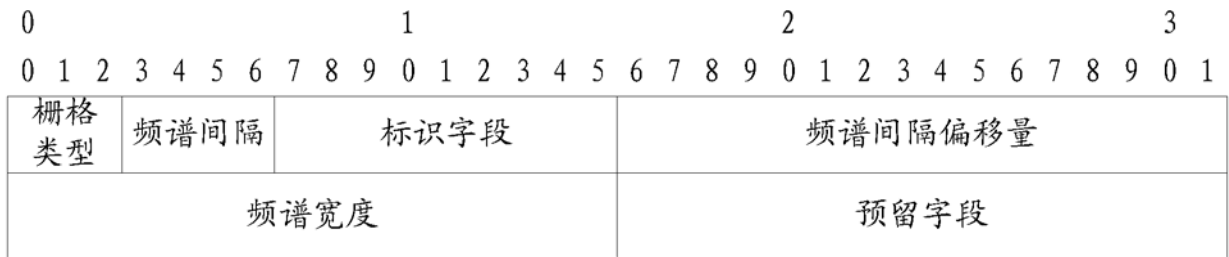 0 1 2 3
0 1 2 3 4 5 6 7 8 9 0 1 2 3 4 5 6 7 8 9 0 1 2 3 4 5 6 7 8 9 0 1
栅格
类型
频谱间隔 标识字段 频谱间隔偏移量
频谱宽度 预留字段